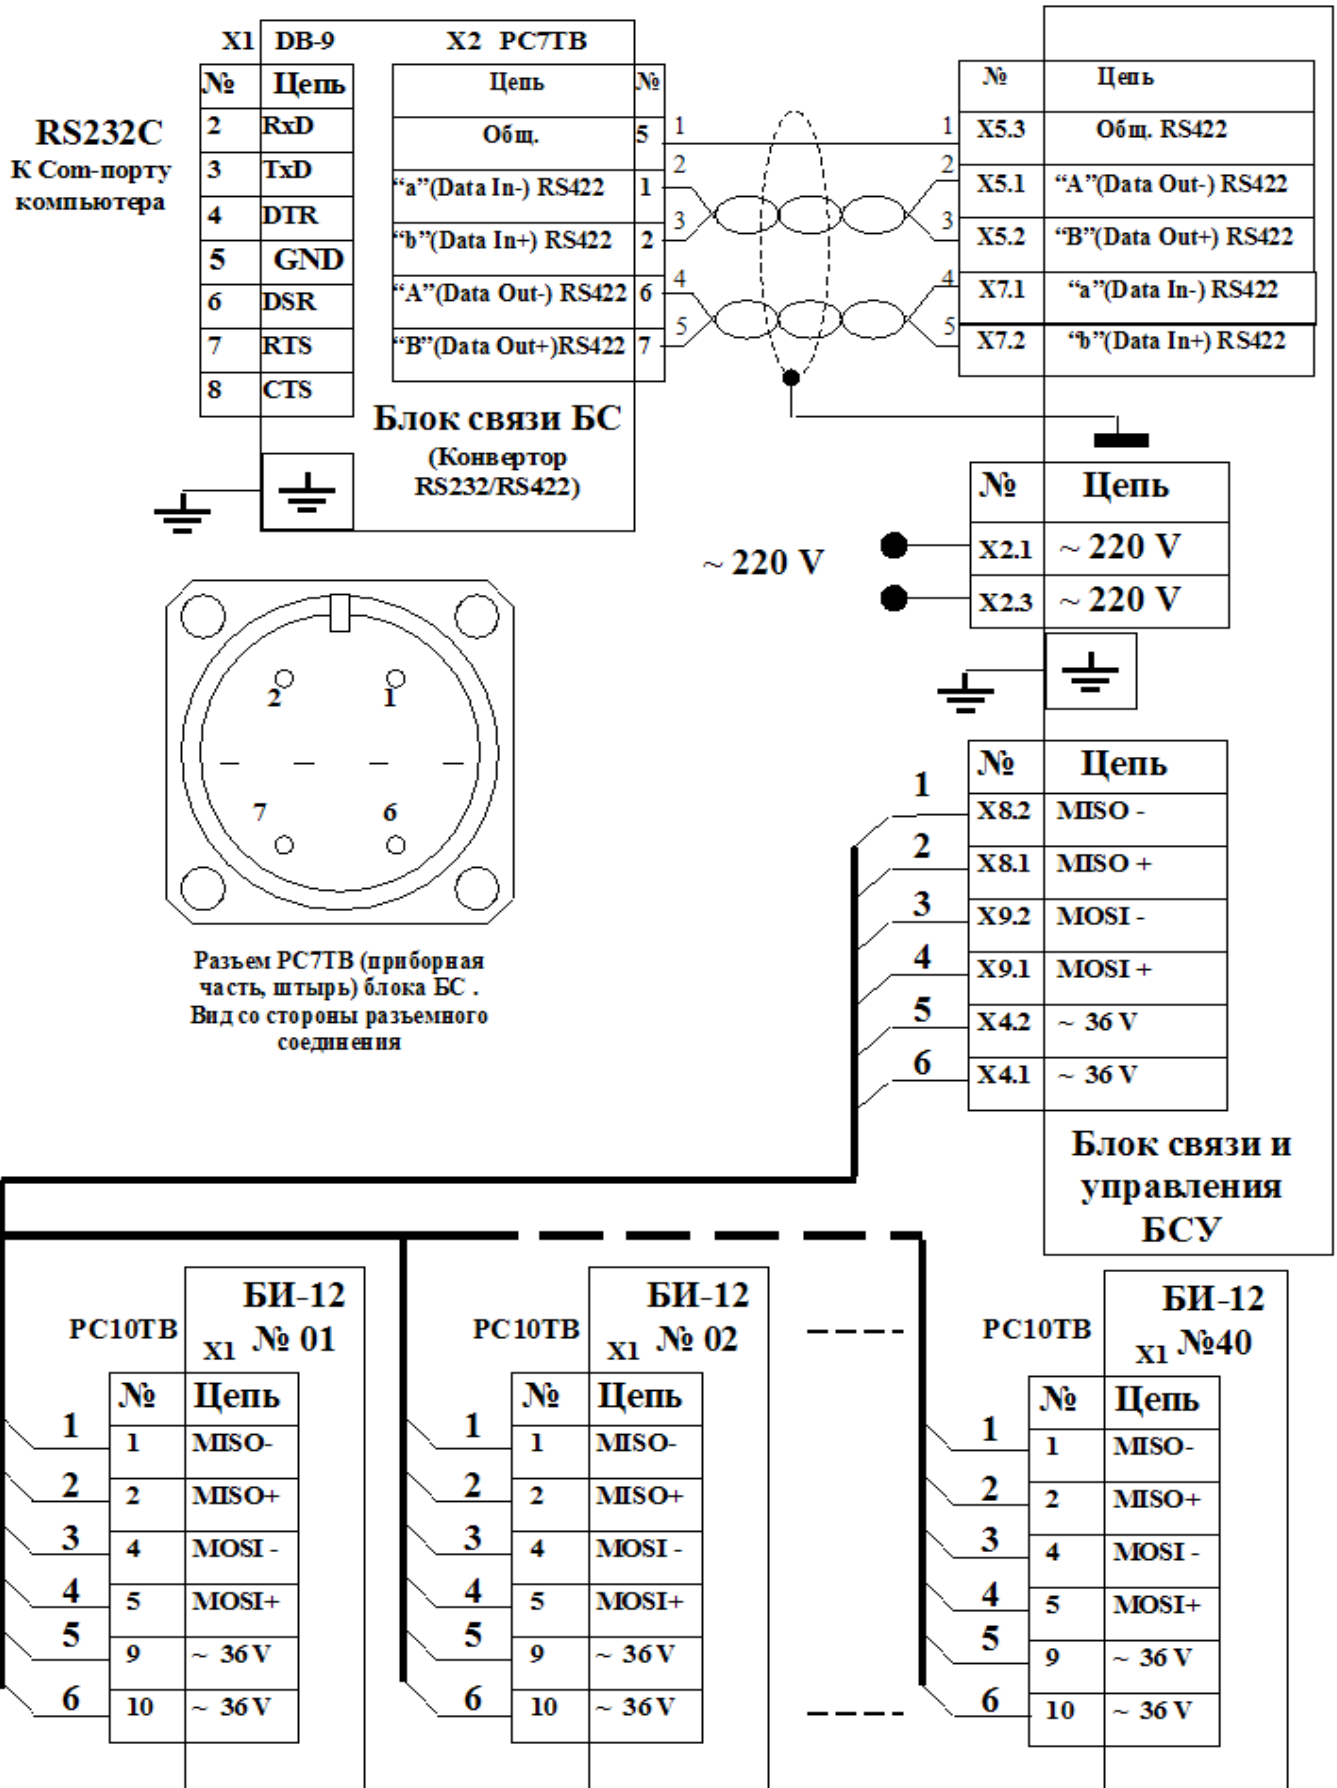 X1 DB-9
X2 РС7ТВ
№ Цепь
2 RxD
3 TxD
4 DTR
5 GND
6 DSR
7 RTS
8 CTS
RS232C
К Com-порту
компьютера
Цепь №
Общ. 5
“a”(Data In-) RS422 1
“b”(Data In+) RS422 2
“A”(Data Out-) RS422 6
“B”(Data Out+)RS422 7
1 1
2 2
3 3
4 4
5 5
№ Цепь
X5.3 Общ. RS422
X5.1 “A”(Data Out-) RS422
X5.2 “B”(Data Out+) RS422
X7.1 “a”(Data In-) RS422
X7.2 “b”(Data In+) RS422
Блок связи БС
(Конвертор
RS232/RS422)
~ 220 V
№ Цепь
X2.1 ~ 220 V
X2.3 ~ 220 V
2 1
7 6
Разъем РС7ТВ (приборная
часть, штырь) блока БС .
Вид со стороны разъемного
соединения
№ Цепь
1 X8.2 MISO -
2 X8.1 MISO +
3 X9.2 MOSI -
4 X9.1 MOSI +
5 X4.2 ~ 36 V
6 X4.1 ~ 36 V
Блок связи и
управления
БСУ
БИ-12
РС10ТВ X1 № 01
№ Цепь
1 1 MISO-
2 2 MISO+
3 4 MOSI -
4 5 MOSI+
5 9 ~ 36 V
6 10 ~ 36 V
БИ-12
РС10ТВ X1 № 02
№ Цепь
1 1 MISO-
2 2 MISO+
3 4 MOSI -
4 5 MOSI+
5 9 ~ 36 V
6 10 ~ 36 V
БИ-12
РС10ТВ X1 №40
№ Цепь
1 1 MISO-
2 2 MISO+
3 4 MOSI -
4 5 MOSI+
5 9 ~ 36 V
6 10 ~ 36 V